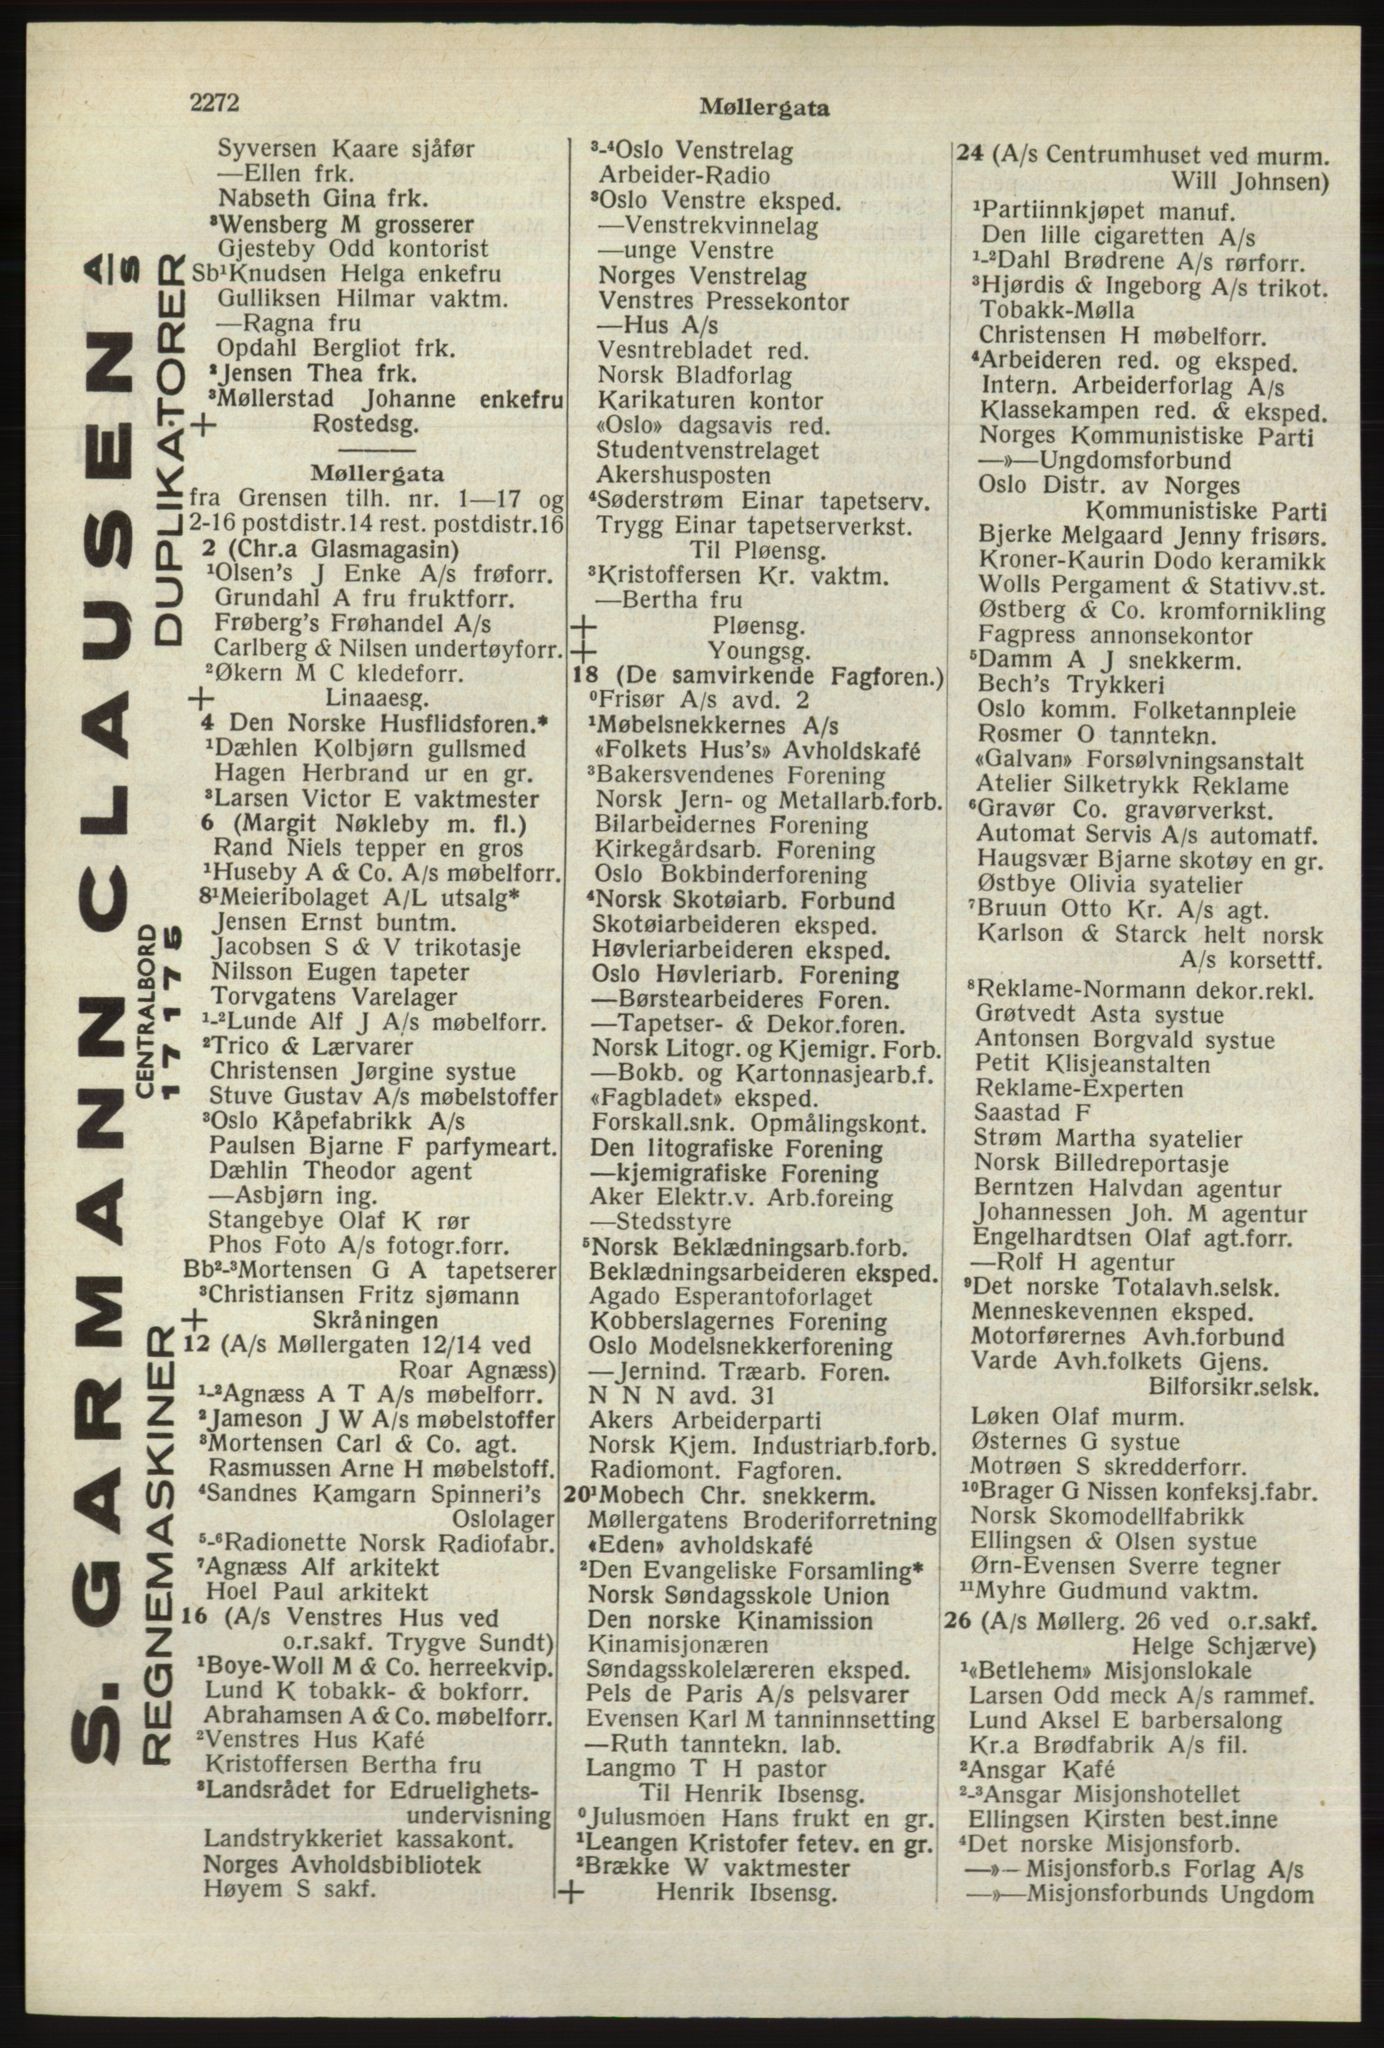 2272
Møllergata
S. GARMANN CLAUSEN A/S
REGNEMASKINER
CENTRALBORD
17 1 75
DUPLIKATORER
Syversen Kaare sjåfør
—Ellen frk.
Nabseth Gina frk.
³Wensberg M grosserer
Gjesteby Odd kontorist
Sb¹Knudsen Helga enkefru
Gulliksen Hilmar vaktm.
—Ragna fru
Opdahl Bergliot frk.
²Jensen Thea frk.
³Møllerstad Johanne enkefru
+ Rostedsg.
Møllergata
fra Grensen tilh. nr. 1—17 og
2-16 postdistr.14 rest. postdistr.16
2 (Chr.a Glasmagasin)
¹Olsen's J Enke A/s frøforr.
Grundahl A fru fruktforr.
Frøberg's Frøhandel A/s
Carlberg & Nilsen undertøyforr.
²Økern M C kledeforr.
+ Linaaesg.
4 Den Norske Husflidsforen.*
¹Dæhlen Kolbjørn gullsmed
Hagen Herbrand ur en gr.
³Larsen Victor E vaktmester
6 (Margit Nøkleby m. fl.)
Rand Niels tepper en gros
¹Huseby A & Co. A/s møbelforr.
8¹Meieribolaget A/L utsalg*
Jensen Ernst buntm.
Jacobsen S & V trikotasje
Nilsson Eugen tapeter
Torvgatens Varelager
¹-²Lunde Alf J A/s møbelforr.
²Trico & Lærvarer
Christensen Jørgine systue
Stuve Gustav A/s møbelstoffer
³Oslo Kåpefabrikk A/s
Paulsen Bjarne F parfymeart.
Dæhlin Theodor agent
—Asbjørn ing.
Stangebye Olaf K rør
Phos Foto A/s fotogr.forr.
Bb²-³Mortensen G A tapetserer
³Christiansen Fritz sjømann
+ Skråningen
12 (A/s Møllergaten 12/14 ved
Roar Agnæss)
¹-²Agnæss A T A/s møbelforr.
²Jameson J W A/s møbelstoffer
³Mortensen Carl & Co. agt.
Rasmussen Arne H møbelstoff.
⁴Sandnes Kamgarn Spinneri's
Oslolager
⁵-⁶Radionette Norsk Radiofabr.
⁷Agnæss Alf arkitekt
Hoel Paul arkitekt
16 (A/s Venstres Hus ved
o.r.sakf. Trygve Sundt)
¹Boye-Woll M & Co. herreekvip.
Lund K tobakk- & bokforr.
Abrahamsen A & Co. møbelforr.
²Venstres Hus Kafé
Kristoffersen Bertha fru
³Landsrådet for Edruelighets-
undervisning
Landstrykkeriet kassakont.
Norges Avholdsbibliotek
Høyem S sakf.
³-⁴Oslo Venstrelag
Arbeider-Radio
³Oslo Venstre eksped.
—Venstrekvinnelag
—unge Venstre
Norges Venstrelag
Venstres Pressekontor
—Hus A/s
Vesntrebladet red.
Norsk Bladforlag
Karikaturen kontor
«Oslo» dagsavis red.
Studentvenstrelaget
Akershusposten
⁴Søderstrøm Einar tapetserv.
Trygg Einar tapetserverkst.
Til Pløensg.
³Kristoffersen Kr. vaktm.
—Bertha fru
+ Pløensg.
+ Youngsg.
18 (De samvirkende Fagforen.)
⁰Frisør A/s avd. 2
¹Møbelsnekkernes A/s
«Folkets Hus's» Avholdskafé
³Bakersvendenes Forening
Norsk Jern- og Metallarb.forb.
Bilarbeidernes Forening
Kirkegårdsarb. Forening
Oslo Bokbinderforening
⁴Norsk Skotøiarb. Forbund
Skotøiarbeideren eksped.
Høvleriarbeideren eksped.
Oslo Høvleriarb. Forening
—Børstearbeideres Foren.
—Tapetser- & Dekor.foren.
Norsk Litogr. og Kjemigr. Forb.
—Bokb. og Kartonnasjearb.f.
«Fagbladet» eksped.
Forskall.snk. Opmålingskont.
Den litografiske Forening
—kjemigrafiske Forening
Aker Elektr.v. Arb.foreing
—Stedsstyre
⁵Norsk Beklædningsarb.forb.
Beklædningsarbeideren eksped.
Agado Esperantoforlaget
Kobberslagernes Forening
Oslo Modelsnekkerforening
—Jernind. Træarb. Foren.
N N N avd. 31
Akers Arbeiderparti
Norsk Kjem. Industriarb.forb.
Radiomont. Fagforen.
20¹Mobech Chr. snekkerm.
Møllergatens Broderiforretning
«Eden» avholdskafé
²Den Evangeliske Forsamling*
Norsk Søndagsskole Union
Den norske Kinamission
Kinamisjonæren
Søndagsskolelæreren eksped.
Pels de Paris A/s pelsvarer
Evensen Karl M tanninnsetting
—Ruth tanntekn. lab.
Langmo T H pastor
Til Henrik Ibsensg.
⁰Julusmoen Hans frukt en gr.
¹Leangen Kristofer fetev. en gr.
²Brække W vaktmester
+ Henrik Ibsensg.
24 (A/s Centrumhuset ved murm.
Will Johnsen)
¹Partiinnkjøpet manuf.
Den lille cigaretten A/s
¹-²Dahl Brødrene A/s rørforr.
³Hjørdis & Ingeborg A/s trikot.
Tobakk-Mølla
Christensen H møbelforr.
⁴Arbeideren red. og eksped.
Intern. Arbeiderforlag A/s
Klassekampen red. & eksped.
Norges Kommunistiske Parti
—»—Ungdomsforbund
Oslo Distr. av Norges
Kommunistiske Parti
Bjerke Melgaard Jenny frisørs.
Kroner-Kaurin Dodo keramikk
Wolls Pergament & Stativv.st.
Østberg & Co. kromfornikling
Fagpress annonsekontor
⁵Damm A J snekkerm.
Bech's Trykkeri
Oslo komm. Folketannpleie
Rosmer O tanntekn.
«Galvan» Forsølvningsanstalt
Atelier Silketrykk Reklame
⁶Gravør Co. gravørverkst.
Automat Servis A/s automatf.
Haugsvær Bjarne skotøy en gr.
Østbye Olivia syatelier
⁷Bruun Otto Kr. A/s agt.
Karlson & Starck helt norsk
A/s korsettf.
⁸Reklame-Normann dekor.rekl.
Grøtvedt Asta systue
Antonsen Borgvald systue
Petit Klisjeanstalten
Reklame-Experten
Saastad F
Strøm Martha syatelier
Norsk Billedreportasje
Berntzen Halvdan agentur
Johannessen Joh. M agentur
Engelhardtsen Olaf agt.forr.
—Rolf H agentur
⁹Det norske Totalavh.selsk.
Menneskevennen eksped.
Motorførernes Avh.forbund
Varde Avh.folkets Gjens.
Bilforsikr.selsk.
Løken Olaf murm.
Østernes G systue
Motrøen S skredderforr.
¹⁰Brager G Nissen konfeksj.fabr.
Norsk Skomodellfabrikk
Ellingsen & Olsen systue
Ørn-Evensen Sverre tegner
¹¹Myhre Gudmund vaktm.
26 (A/s Møllerg. 26 ved o.r.sakf.
Helge Schjærve)
¹«Betlehem» Misjonslokale
Larsen Odd meck A/s rammef.
Lund Aksel E barbersalong
Kr.a Brødfabrik A/s fil.
²Ansgar Kafé
²-³Ansgar Misjonshotellet
Ellingsen Kirsten best.inne
⁴Det norske Misjonsforb.
—»—Misjonsforb.s Forlag A/s
—»—Misjonsforbunds Ungdom